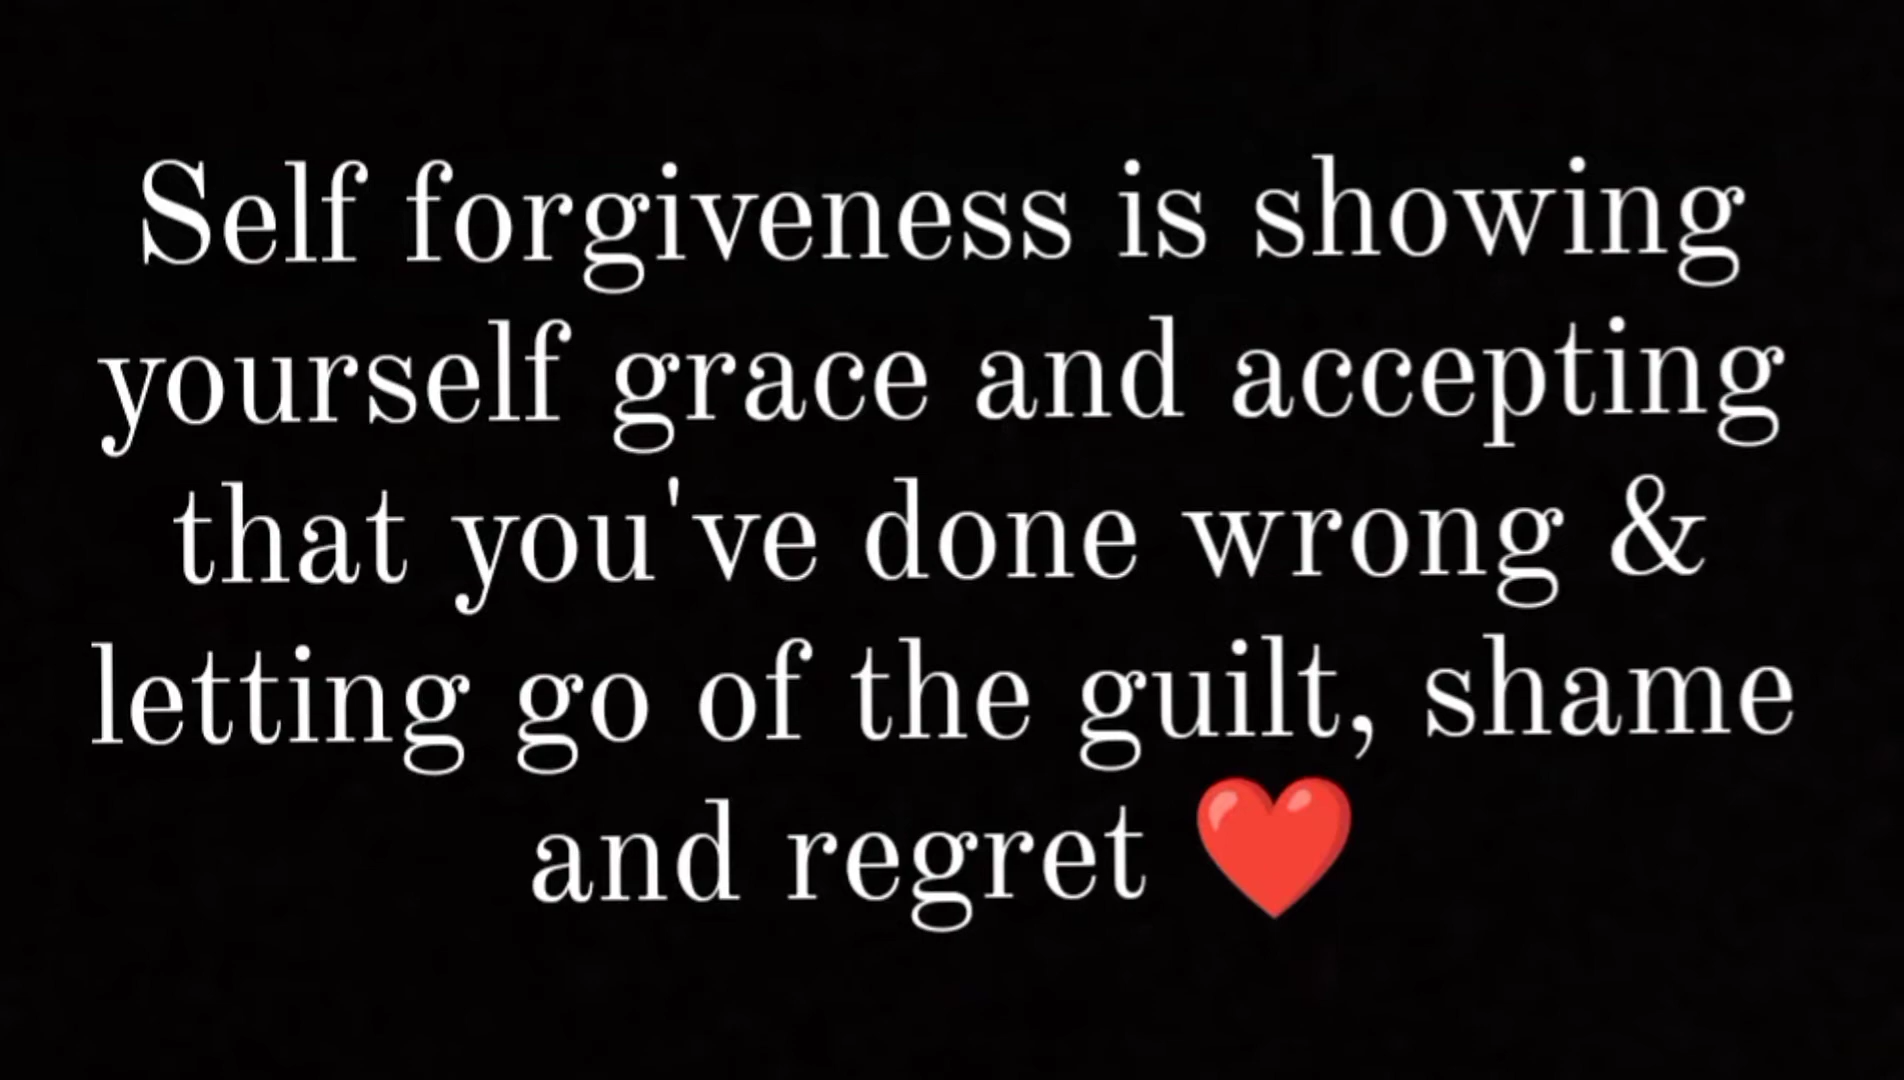 Self forgiveness is showing
yourself grace and accepting
that you've done wrong &
letting go of the guilt, shame
and regret ❤️